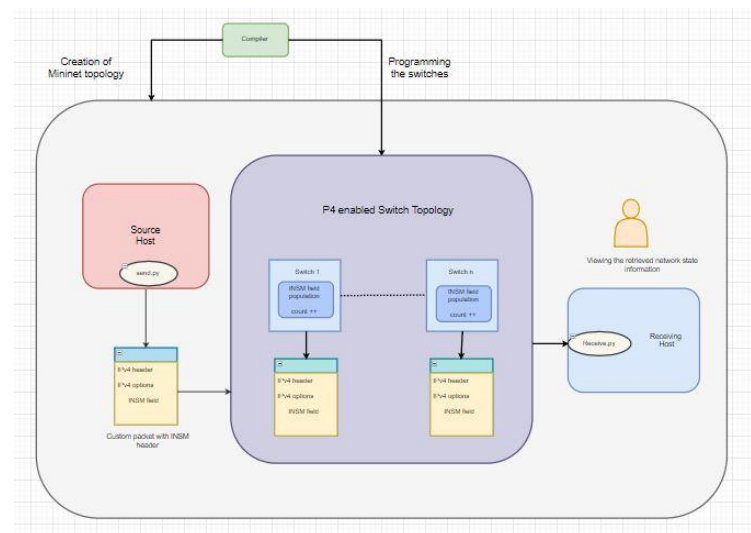 Compiler
Creation of
Mininet topology
Programming
the switches
P4 enabled Switch Topology
Source
Host
send.py
Switch 1
INSM field
population
count ++
Switch n
INSM field
population
count ++
Viewing the retrieved network state
information
Receive.py
Receiving
Host
IPv4 header
IPv4 options
INSM field
Custom packet with INSM
header
IPv4 header
IPv4 options
INSM field
IPv4 header
IPv4 options
INSM field